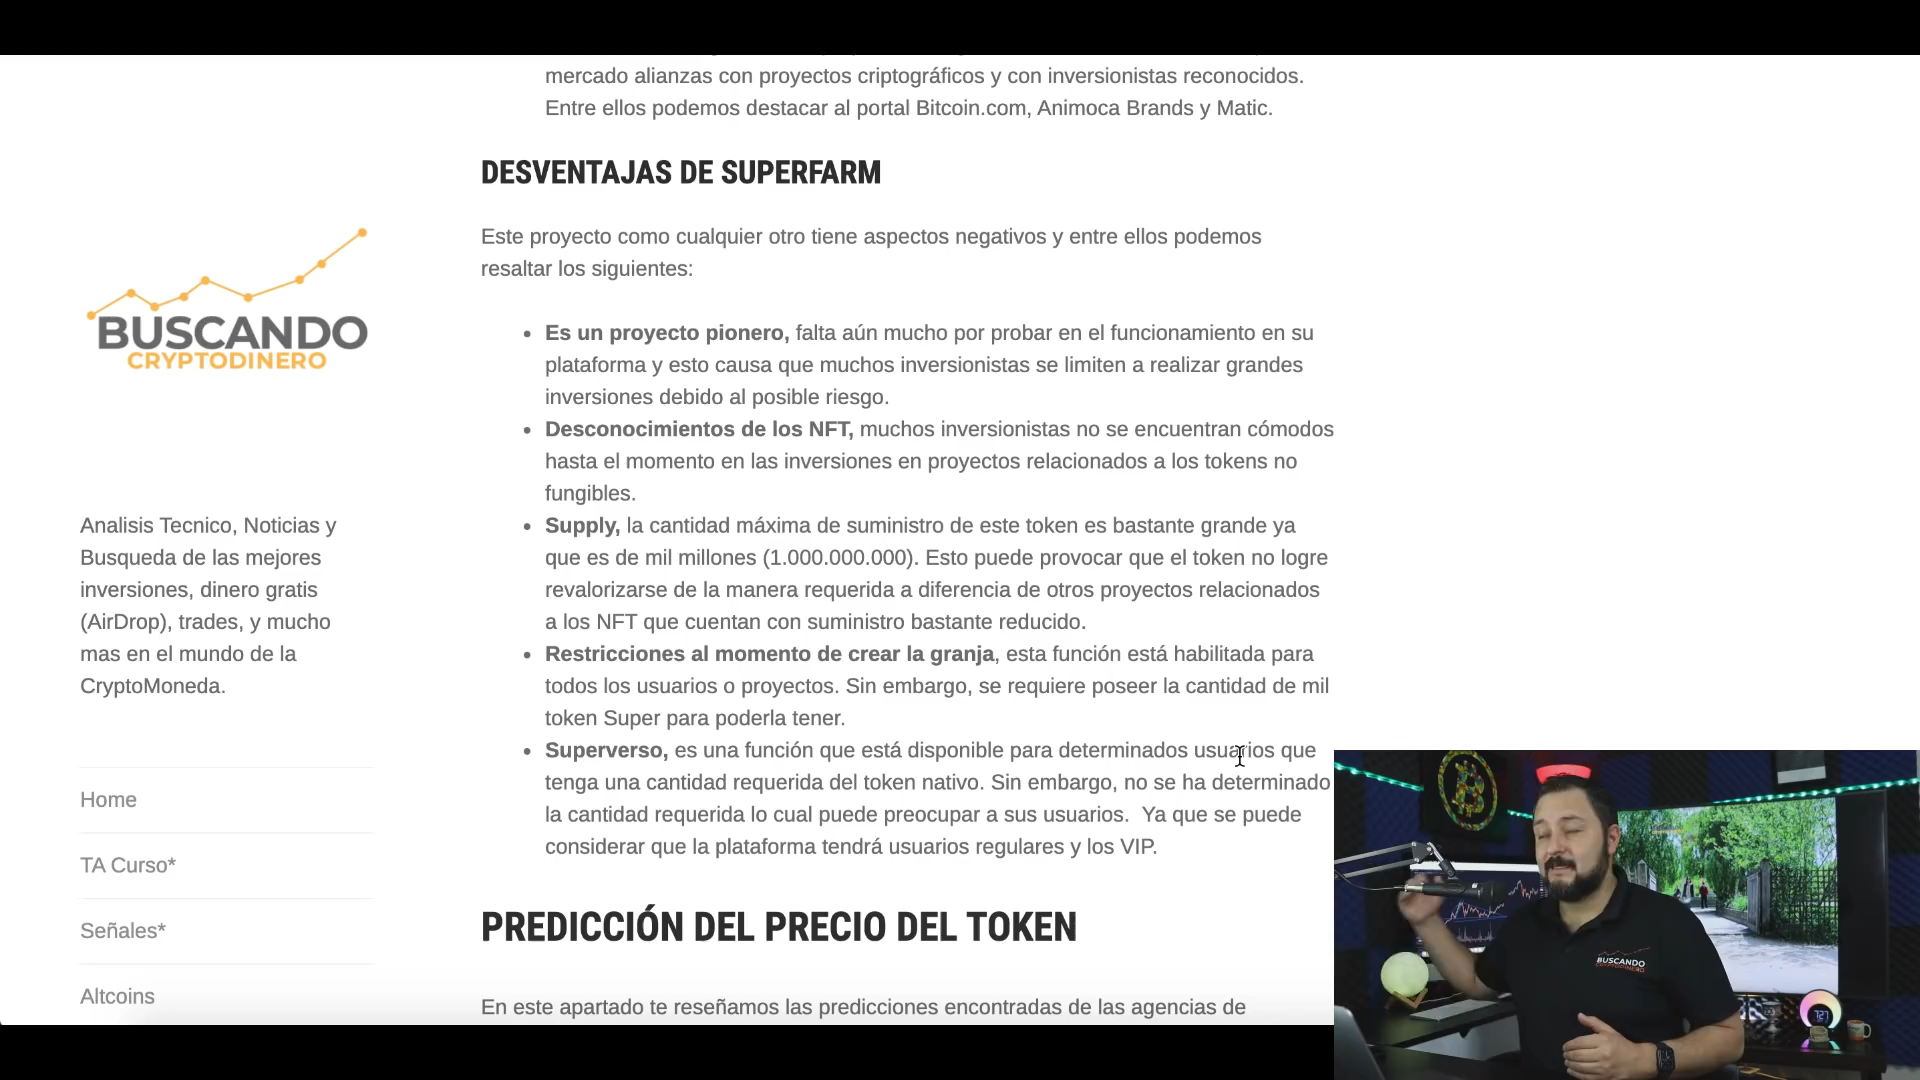 mercado alianzas con proyectos criptográficos y con inversionistas reconocidos.
Entre ellos podemos destacar al portal Bitcoin.com, Animoca Brands y Matic.
DESVENTAJAS DE SUPERFARM
Este proyecto como cualquier otro tiene aspectos negativos y entre ellos podemos
resaltar los siguientes:
• Es un proyecto pionero, falta aún mucho por probar en el funcionamiento en su
plataforma y esto causa que muchos inversionistas se limiten a realizar grandes
inversiones debido al posible riesgo.
• Desconocimientos de los NFT, muchos inversionistas no se encuentran cómodos
hasta el momento en las inversiones en proyectos relacionados a los tokens no
fungibles.
• Supply, la cantidad máxima de suministro de este token es bastante grande ya
que es de mil millones (1.000.000.000). Esto puede provocar que el token no logre
revalorizarse de la manera requerida a diferencia de otros proyectos relacionados
a los NFT que cuentan con suministro bastante reducido.
• Restricciones al momento de crear la granja, esta función está habilitada para
todos los usuarios o proyectos. Sin embargo, se requiere poseer la cantidad de mil
token Super para poderla tener.
• Superverso, es una función que está disponible para determinados usuarios que
tenga una cantidad requerida del token nativo. Sin embargo, no se ha determinado
la cantidad requerida lo cual puede preocupar a sus usuarios. Ya que se puede
considerar que la plataforma tendrá usuarios regulares y los VIP.
PREDICCIÓN DEL PRECIO DEL TOKEN
En este apartado te reseñamos las predicciones encontradas de las agencias de
BUSCANDO
CRYPTODINERO
Analisis Tecnico, Noticias y
Busqueda de las mejores
inversiones, dinero gratis
(AirDrop), trades, y mucho
mas en el mundo de la
CryptoMoneda.
Home
TA Curso*
Señales*
Altcoins
BUSCANDO
CRYPTODINERO